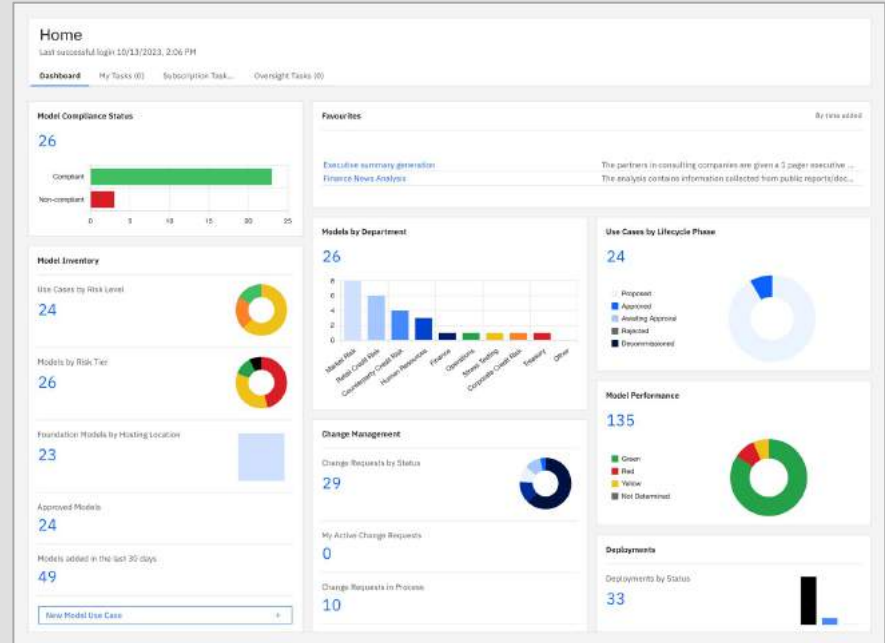 Home
Last successful login 10/13/2023, 2:06 PM
Dashboard My Tasks (0) Subscription Task... Oversight Tasks (0)
Model Compliance Status
26
Compliant
Non-compliant
0 5 10 15 20 25
Favourites By time added
Executive summary generation The partners in consulting companies are given a 1 pager executive ...
Finance News Analysis The analysis contains information collected from public reports/doc...
Model Inventory
Use Cases by Risk Level
24
Models by Risk Tier
26
Foundation Models by Hosting Location
23
Approved Models
24
Models added in the last 30 days
49
New Model Use Case +
Models by Department
26
8
6
4
2
0
Market Risk
Retail Credit Risk
Counterparty Credit Risk
Human Resources
Finance
Operations
Stress Testing
Corporate Credit Risk
Treasury
Other
Change Management
Change Requests by Status
29
My Active Change Requests
0
Change Requests in Process
10
Use Cases by Lifecycle Phase
24
Proposed
Approved
Awaiting Approval
Rejected
Decommissioned
Model Performance
135
Green
Red
Yellow
Not Determined
Deployments
Deployments by Status
33